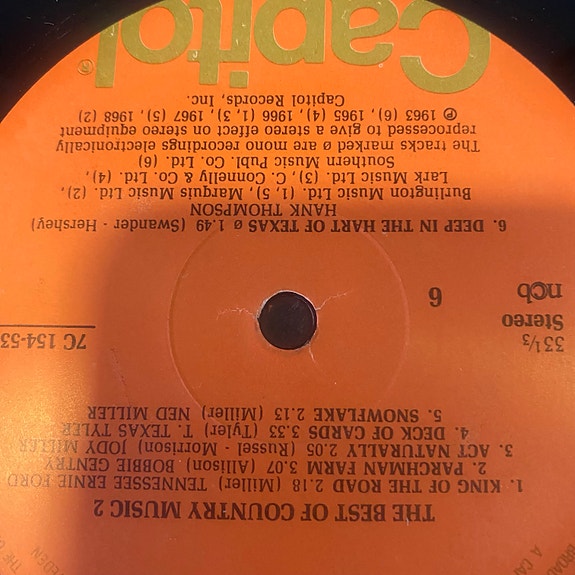 THE BEST OF COUNTRY MUSIC 2
1. KING OF THE ROAD 2.18 (Miller) TENNESSEE ERNIE FORD
2. PARCHMAN FARM 3.07 (Allison) BOBBIE GENTRY
3. ACT NATURALLY 2.05 (Russel - Morrison) JODY MILLER
4. DECK OF CARDS 3.33 (Tyler) T. TEXAS TYLER
5. SNOWFLAKE 2.13 (Miller) NED MILLER
33 1/3
Stereo
ncb
6
7C 154-53
6. DEEP IN THE HART OF TEXAS ø 1.49 (Swander - Hershey)
HANK THOMPSON
Burlington Music Ltd. (1, 5), Marquis Music Ltd. (2),
Lark Music Ltd. (3), C. C. Connelly & Co. Ltd. (4),
Southern Music Publ. Co. Ltd. (6)
The tracks marked ø are mono recordings electronically
reprocessed to give a stereo effect on stereo equipment
℗ 1963 (6), 1965 (4), 1966 (1, 3), 1967 (5), 1968 (2)
Capitol Records, Inc.
Capitol®